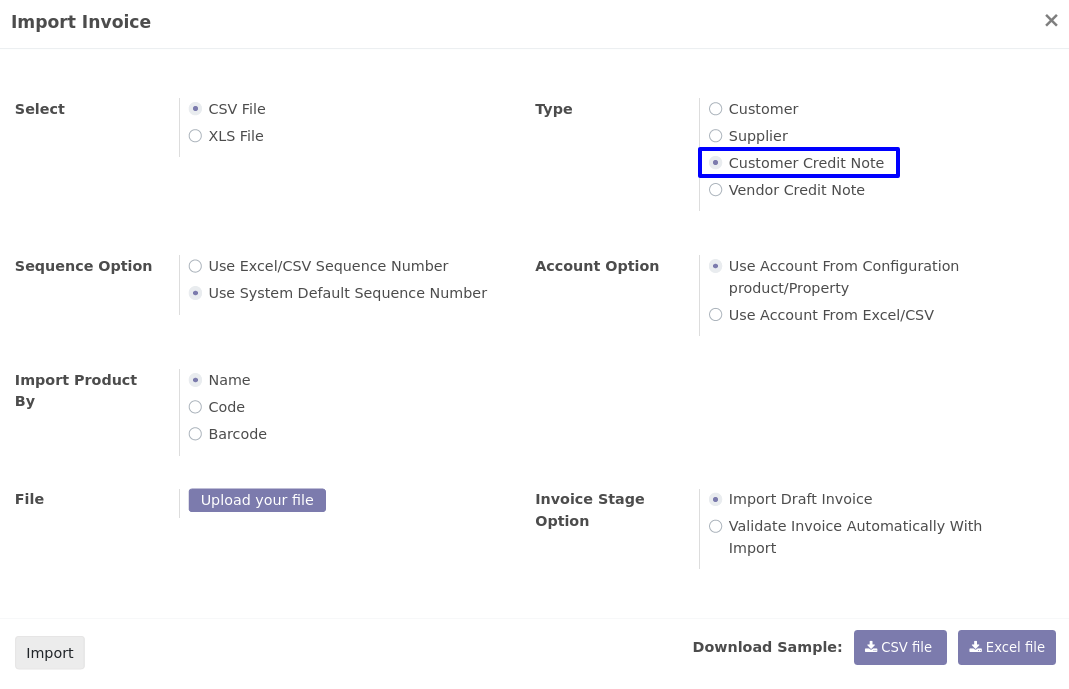 Import Invoice
×
Select
CSV File
XLS File
Type
Customer
Supplier
Customer Credit Note
Vendor Credit Note
Sequence Option
Use Excel/CSV Sequence Number
Use System Default Sequence Number
Account Option
Use Account From Configuration
product/Property
Use Account From Excel/CSV
Import Product
By
Name
Code
Barcode
File
Upload your file
Invoice Stage
Option
Import Draft Invoice
Validate Invoice Automatically With
Import
Import
Download Sample:
CSV file
Excel file